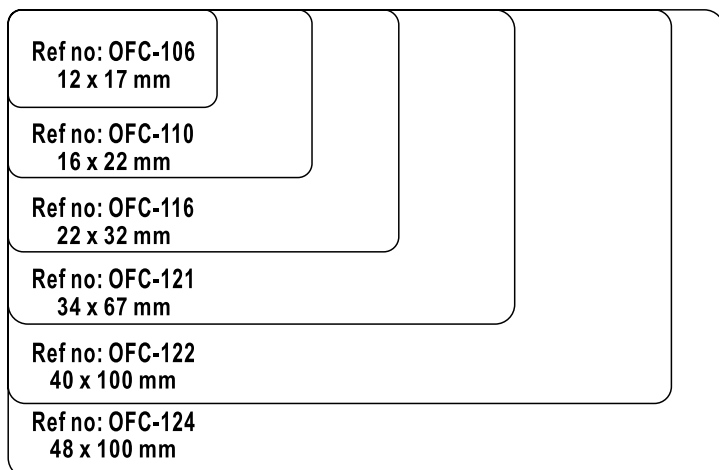 Ref no: OFC-106
12 x 17 mm
Ref no: OFC-110
16 x 22 mm
Ref no: OFC-116
22 x 32 mm
Ref no: OFC-121
34 x 67 mm
Ref no: OFC-122
40 x 100 mm
Ref no: OFC-124
48 x 100 mm